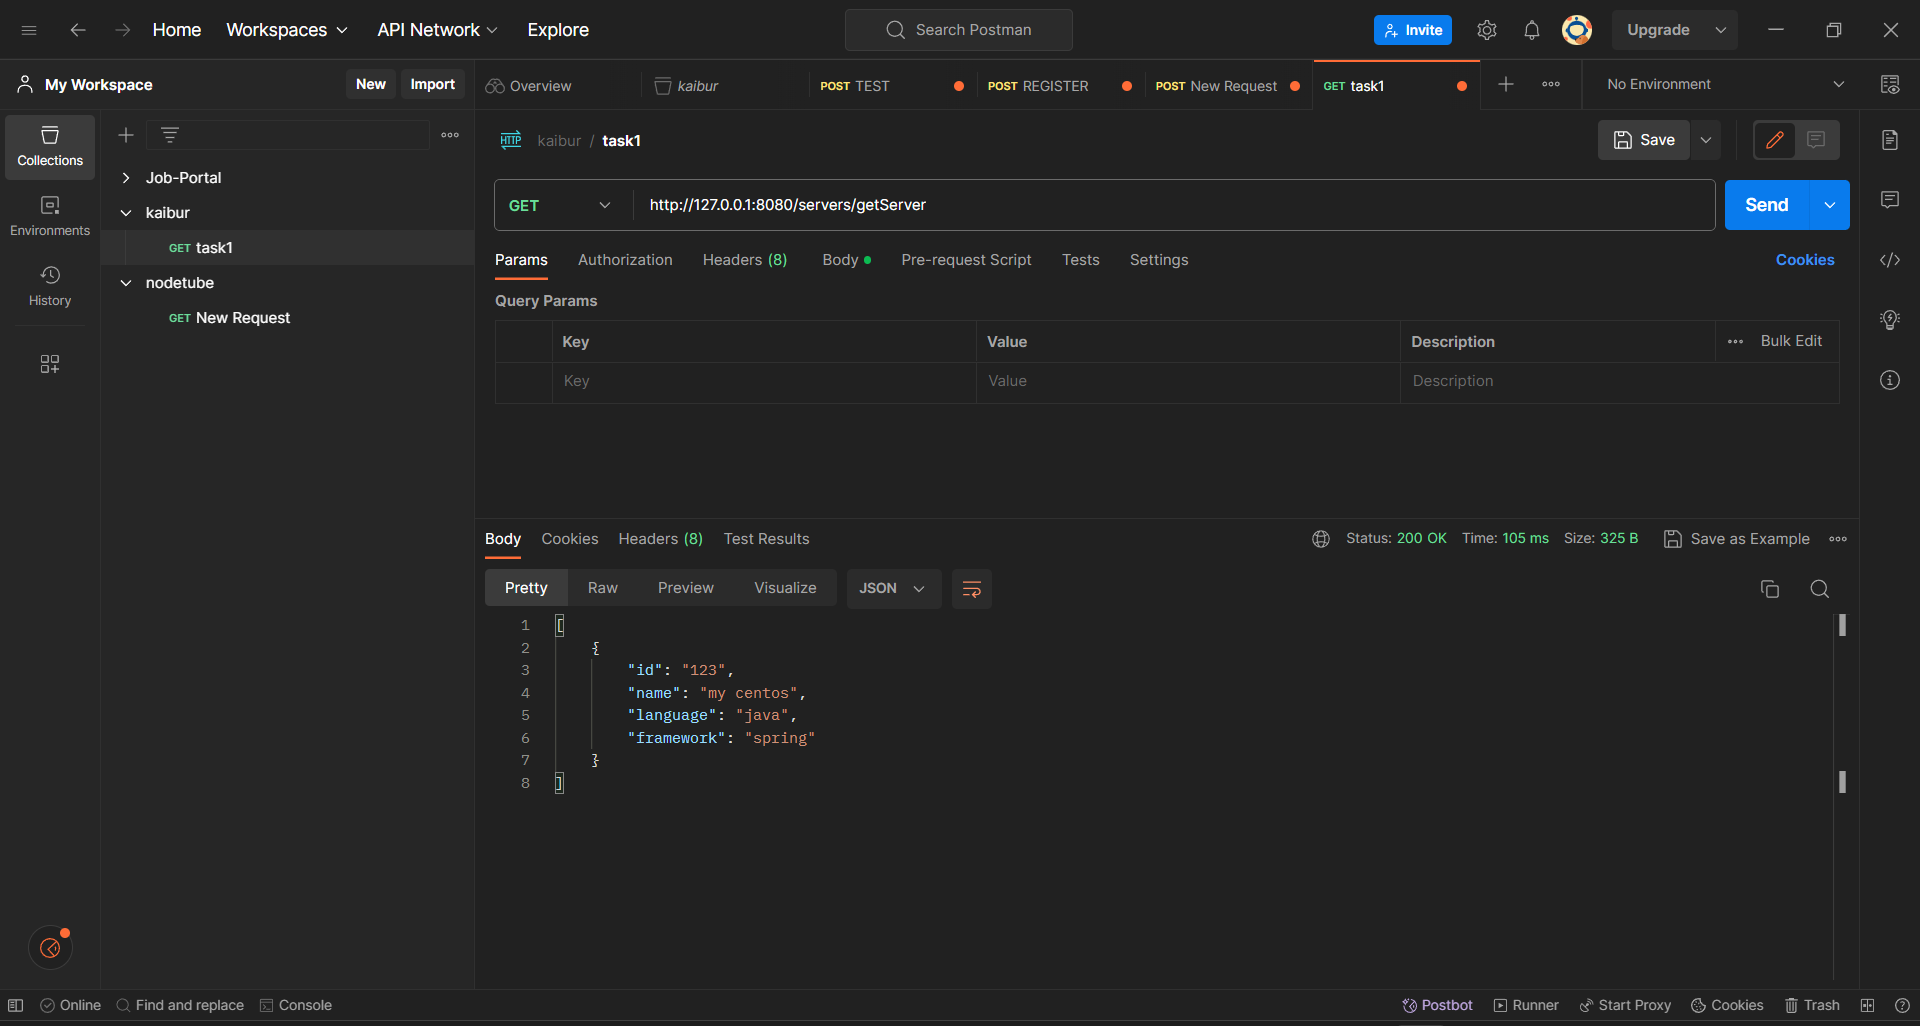 Home Workspaces API Network Explore Search Postman Invite Upgrade
My Workspace New Import Overview kaibur POST TEST POST REGISTER POST New Request GET task1 No Environment
Collections
Environments
History
Job-Portal
kaibur
GET task1
nodetube
GET New Request
HTTP kaibur / task1 Save
GET http://127.0.0.1:8080/servers/getServer Send
Params Authorization Headers (8) Body Pre-request Script Tests Settings Cookies
Query Params
Key Value Description Bulk Edit
Key Value Description
Body Cookies Headers (8) Test Results Status: 200 OK Time: 105 ms Size: 325 B Save as Example
Pretty Raw Preview Visualize JSON
1 [
2 {
3 "id": "123",
4 "name": "my centos",
5 "language": "java",
6 "framework": "spring"
7 }
8 ]
Online Find and replace Console Postbot Runner Start Proxy Cookies Trash